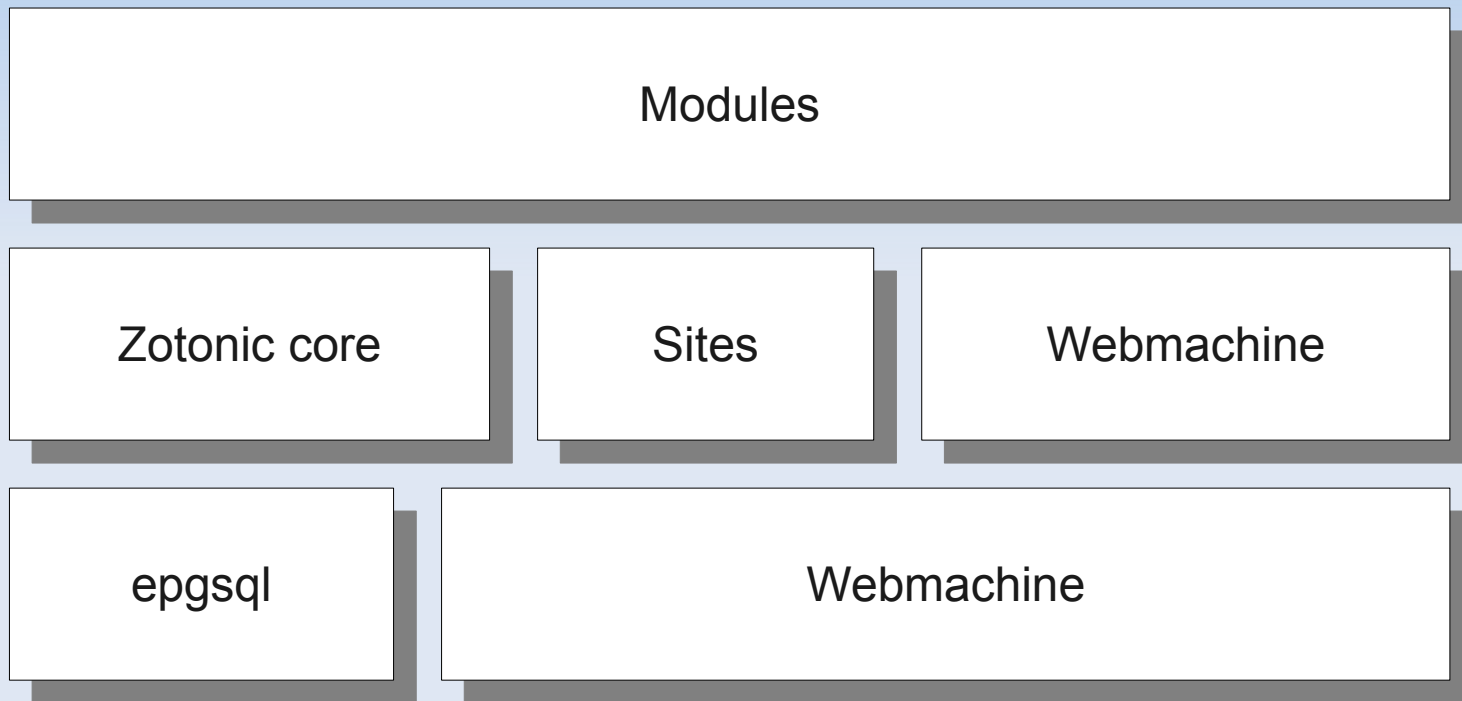 Modules
Zotonic core
Sites
Webmachine
epgsql
Webmachine